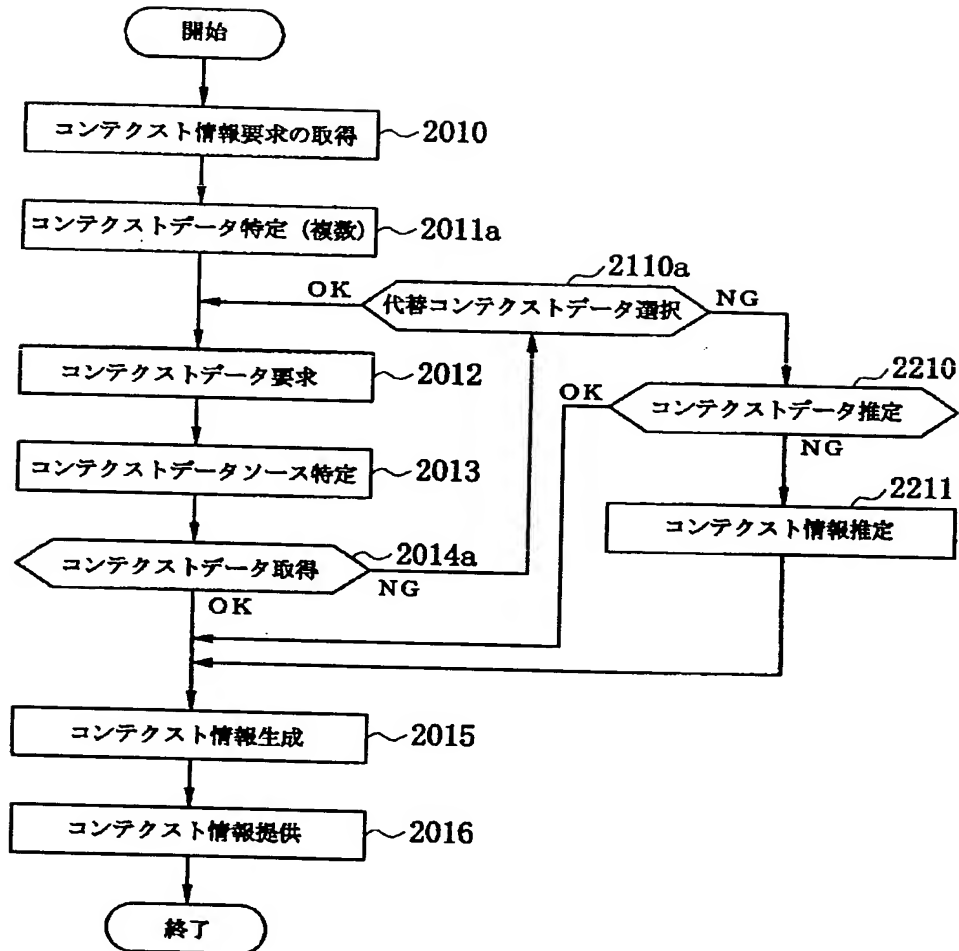 開始
コンテクスト情報要求の取得
2010
コンテクストデータ特定（複数）
2011a
2110a
OK
代替コンテクストデータ選択
NG
コンテクストデータ要求
2012
2210
OK
コンテクストデータ推定
NG
コンテクストデータソース特定
2013
2211
コンテクスト情報推定
コンテクストデータ取得
2014a
NG
OK
コンテクスト情報生成
2015
コンテクスト情報提供
2016
終了